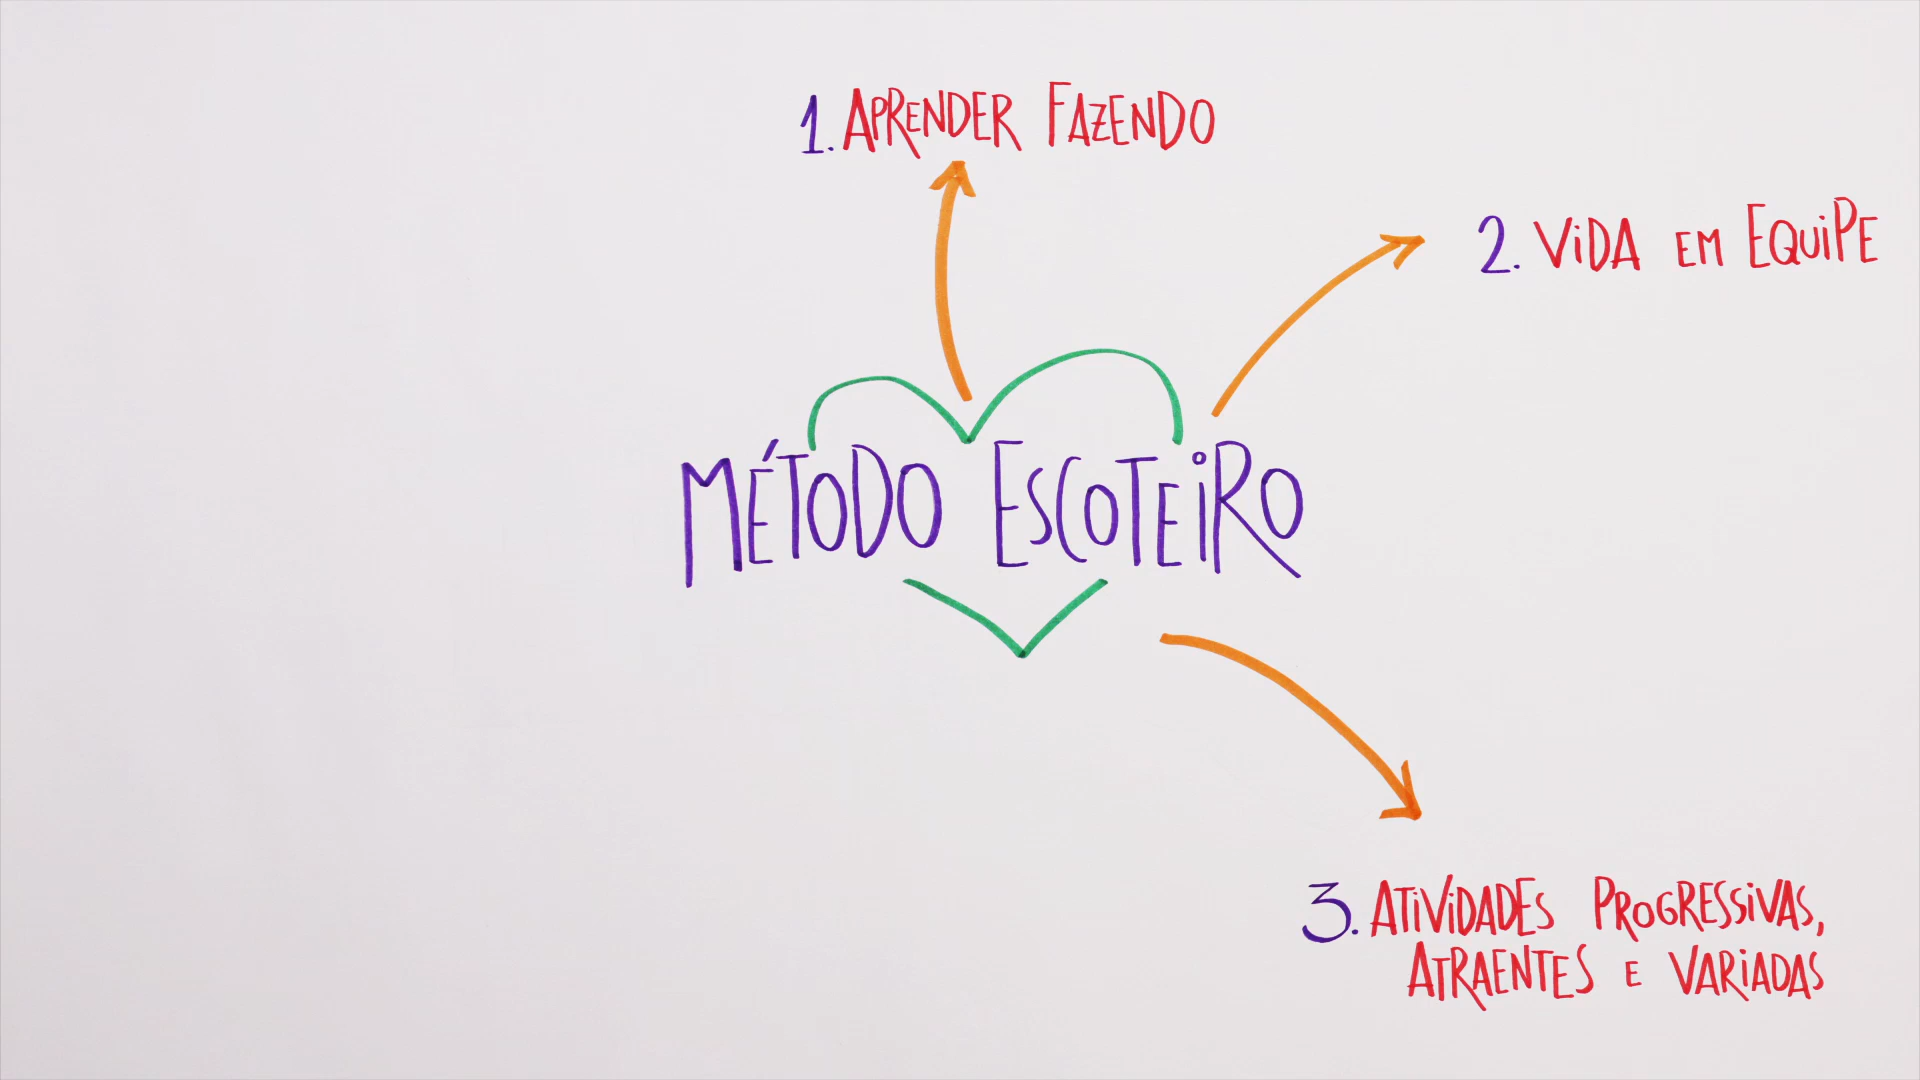 1. APRENDER FAZENDO
2. VIDA EM EQUIPE
MÉTODO ESCOTEIRO
3. ATIVIDADES PROGRESSIVAS,
ATRAENTES E VARIADAS